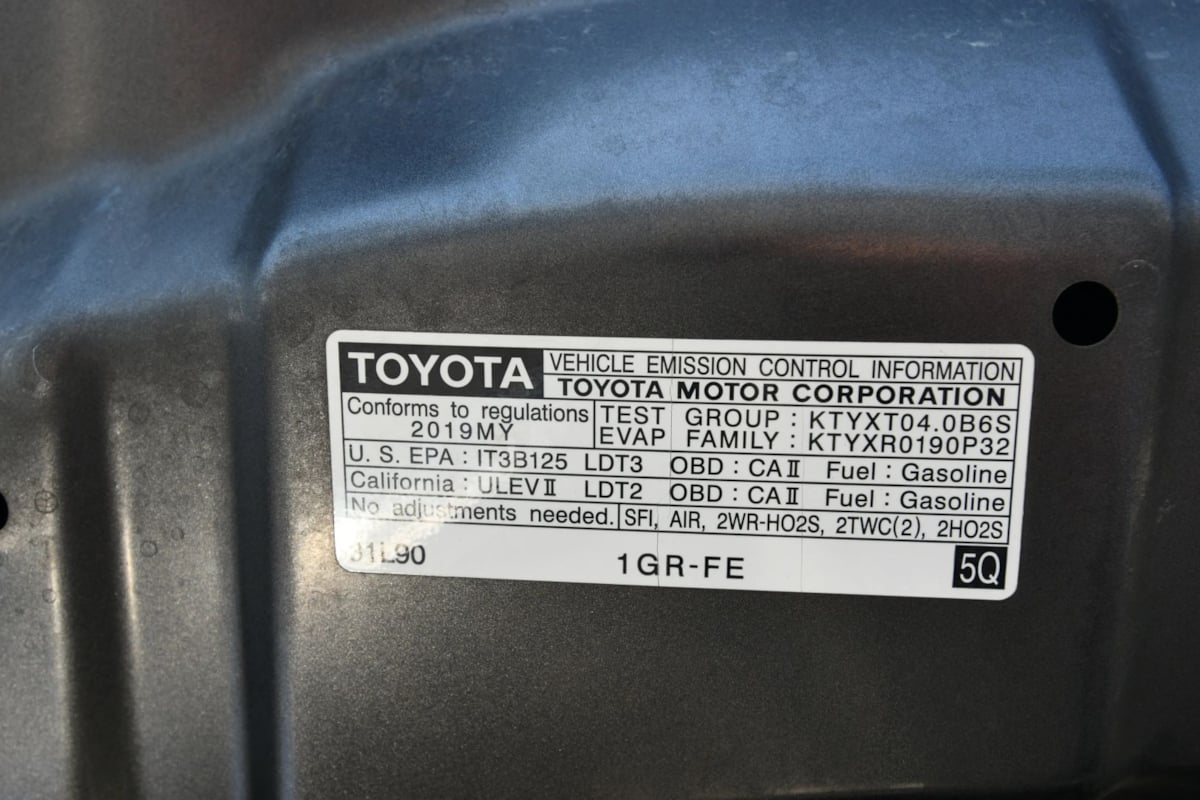 TOYOTA VEHICLE EMISSION CONTROL INFORMATION
TOYOTA MOTOR CORPORATION
Conforms to regulations
2019MY
TEST GROUP : KTYXT04.0B6S
EVAP FAMILY : KTYXR0190P32
U. S. EPA : IT3B125 LDT3 OBD : CAⅡ Fuel : Gasoline
California : ULEVⅡ LDT2 OBD : CAⅡ Fuel : Gasoline
No adjustments needed. SFI, AIR, 2WR-HO2S, 2TWC(2), 2HO2S
1GR-FE 5Q